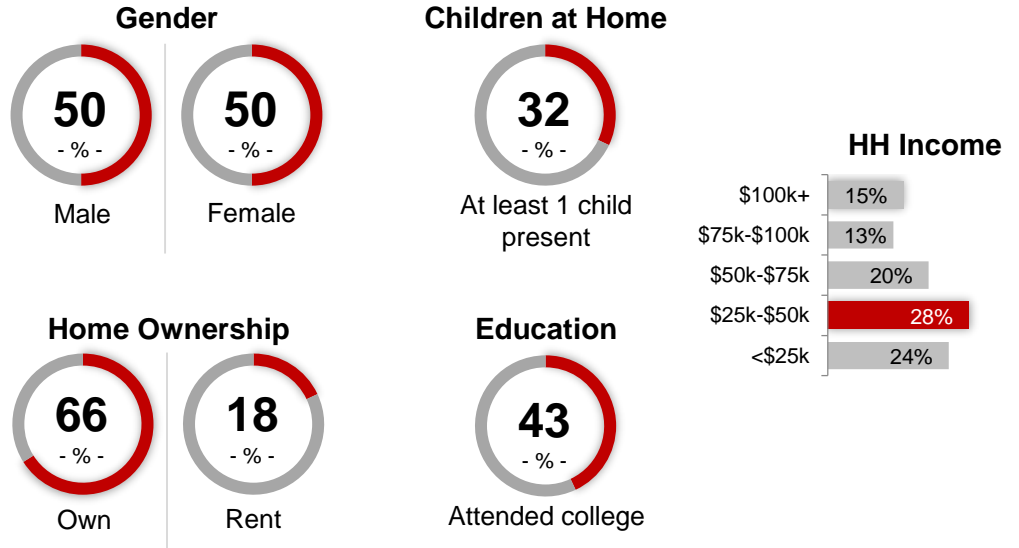 Gender
50
- % -
Male
50
- % -
Female
Children at Home
32
- % -
At least 1 child
present
Home Ownership
66
- % -
Own
18
- % -
Rent
Education
43
- % -
Attended college
HH Income
$100k+ 15%
$75k-$100k 13%
$50k-$75k 20%
$25k-$50k 28%
<$25k 24%